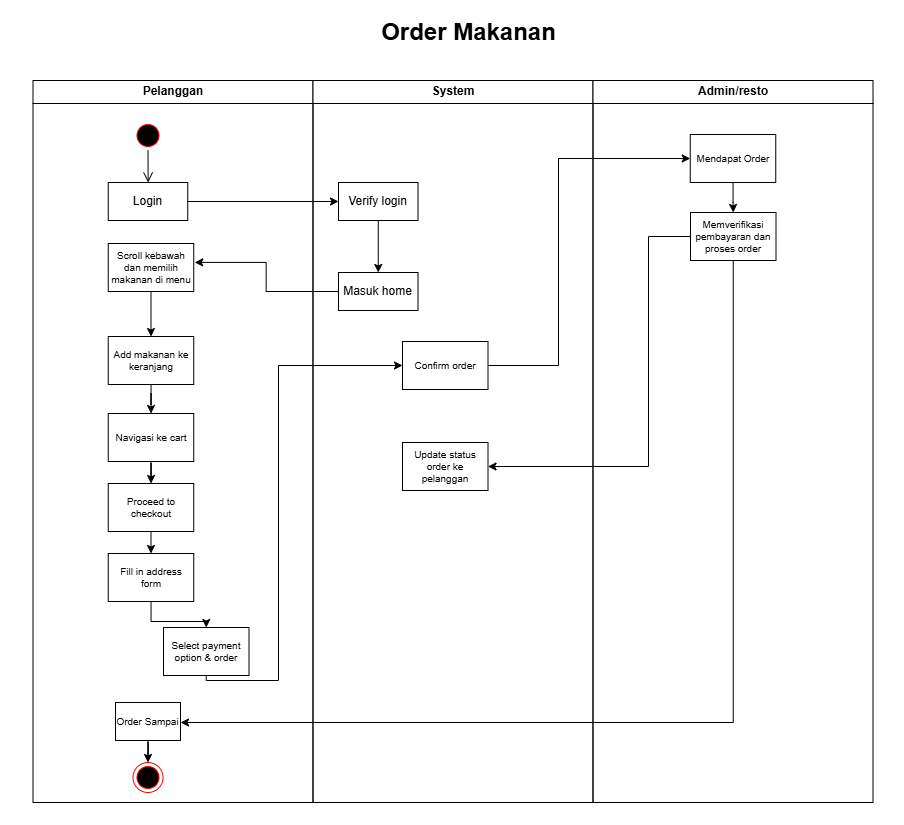 Order Makanan
Pelanggan
System
Admin/resto
Login
Verify login
Mendapat Order
Memverifikasi
pembayaran dan
proses order
Scroll kebawah
dan memilih
makanan di menu
Masuk home
Add makanan ke
keranjang
Confirm order
Navigasi ke cart
Update status
order ke
pelanggan
Proceed to
checkout
Fill in address
form
Select payment
option & order
Order Sampai